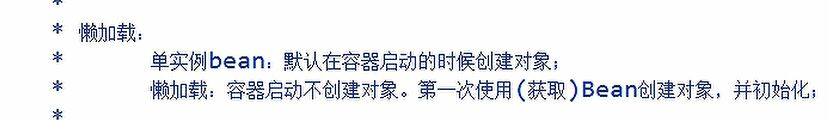 *
* 懒加载：
* 单实例bean：默认在容器启动的时候创建对象；
* 懒加载：容器启动不创建对象。第一次使用(获取)Bean创建对象，并初始化；
*